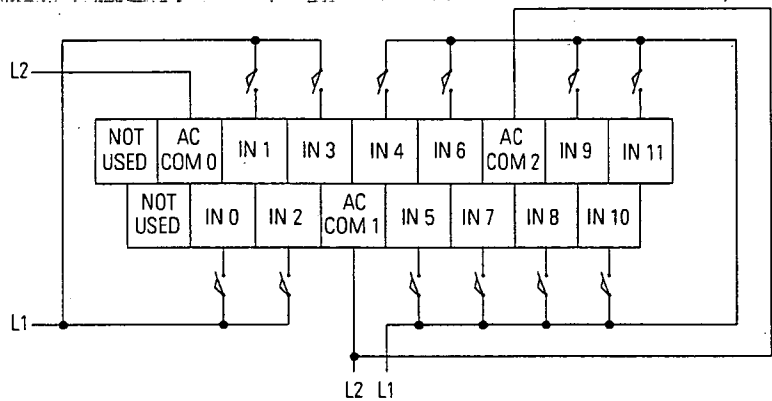 L2
NOT USED
AC COM 0
IN 1
IN 3
IN 4
IN 6
AC COM 2
IN 9
IN 11
NOT USED
IN 0
IN 2
AC COM 1
IN 5
IN 7
IN 8
IN 10
L1
L2 L1